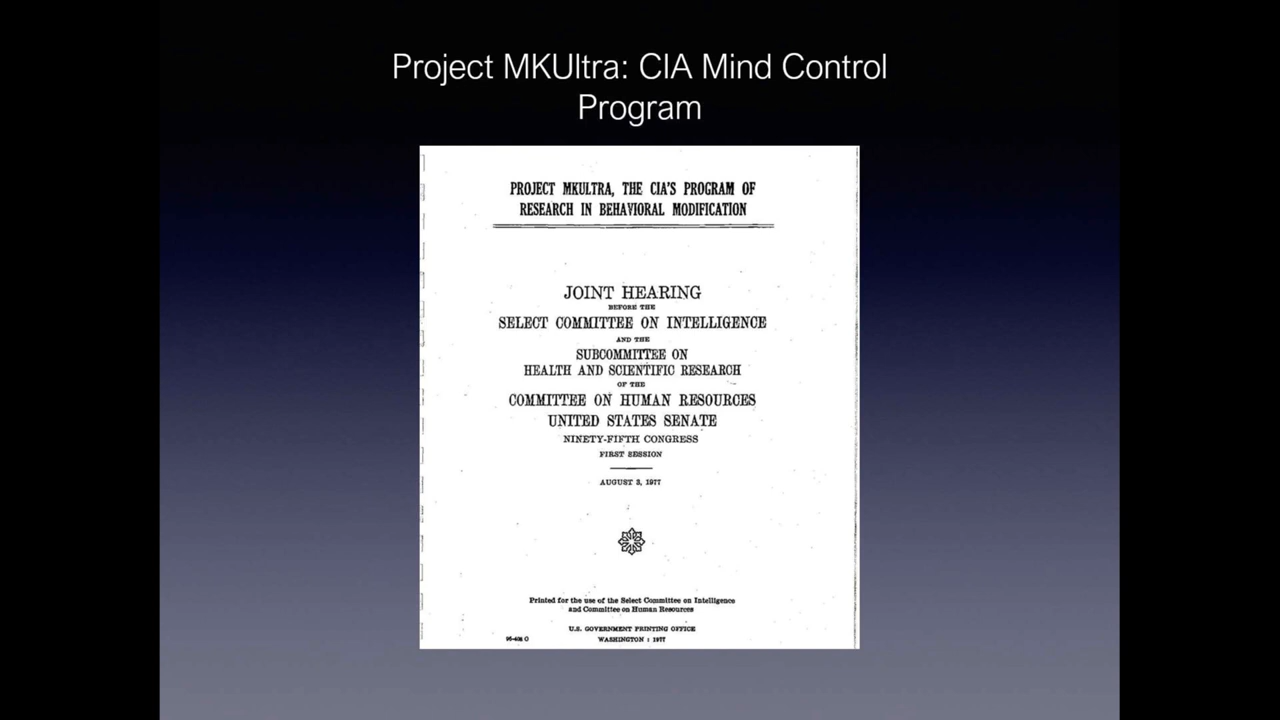 Project MKUltra: CIA Mind Control
Program
PROJECT MKULTRA, THE CIA'S PROGRAM OF
RESEARCH IN BEHAVIORAL MODIFICATION
JOINT HEARING
BEFORE THE
SELECT COMMITTEE ON INTELLIGENCE
AND THE
SUBCOMMITTEE ON
HEALTH AND SCIENTIFIC RESEARCH
OF THE
COMMITTEE ON HUMAN RESOURCES
UNITED STATES SENATE
NINETY-FIFTH CONGRESS
FIRST SESSION
AUGUST 3, 1977
Printed for the use of the Select Committee on Intelligence
and Committee on Human Resources
U.S. GOVERNMENT PRINTING OFFICE
WASHINGTON : 1977